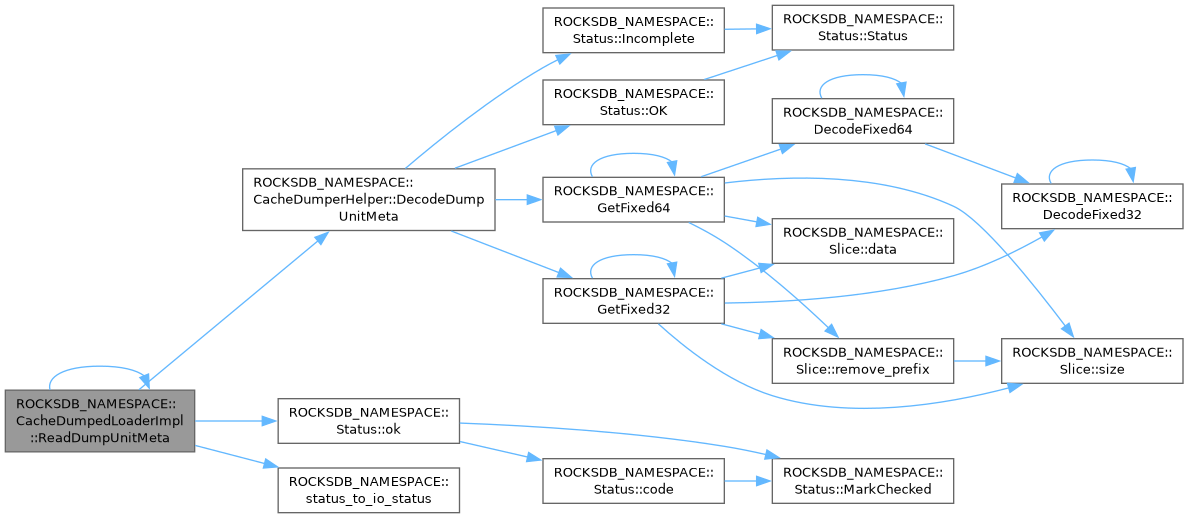 ROCKSDB_NAMESPACE::
Status::Incomplete
ROCKSDB_NAMESPACE::
Status::Status
ROCKSDB_NAMESPACE::
Status::OK
ROCKSDB_NAMESPACE::
DecodeFixed64
ROCKSDB_NAMESPACE::
CacheDumperHelper::DecodeDump
UnitMeta
ROCKSDB_NAMESPACE::
GetFixed64
ROCKSDB_NAMESPACE::
DecodeFixed32
ROCKSDB_NAMESPACE::
Slice::data
ROCKSDB_NAMESPACE::
GetFixed32
ROCKSDB_NAMESPACE::
Slice::remove_prefix
ROCKSDB_NAMESPACE::
Slice::size
ROCKSDB_NAMESPACE::
CacheDumpedLoaderImpl
::ReadDumpUnitMeta
ROCKSDB_NAMESPACE::
Status::ok
ROCKSDB_NAMESPACE::
status_to_io_status
ROCKSDB_NAMESPACE::
Status::code
ROCKSDB_NAMESPACE::
Status::MarkChecked